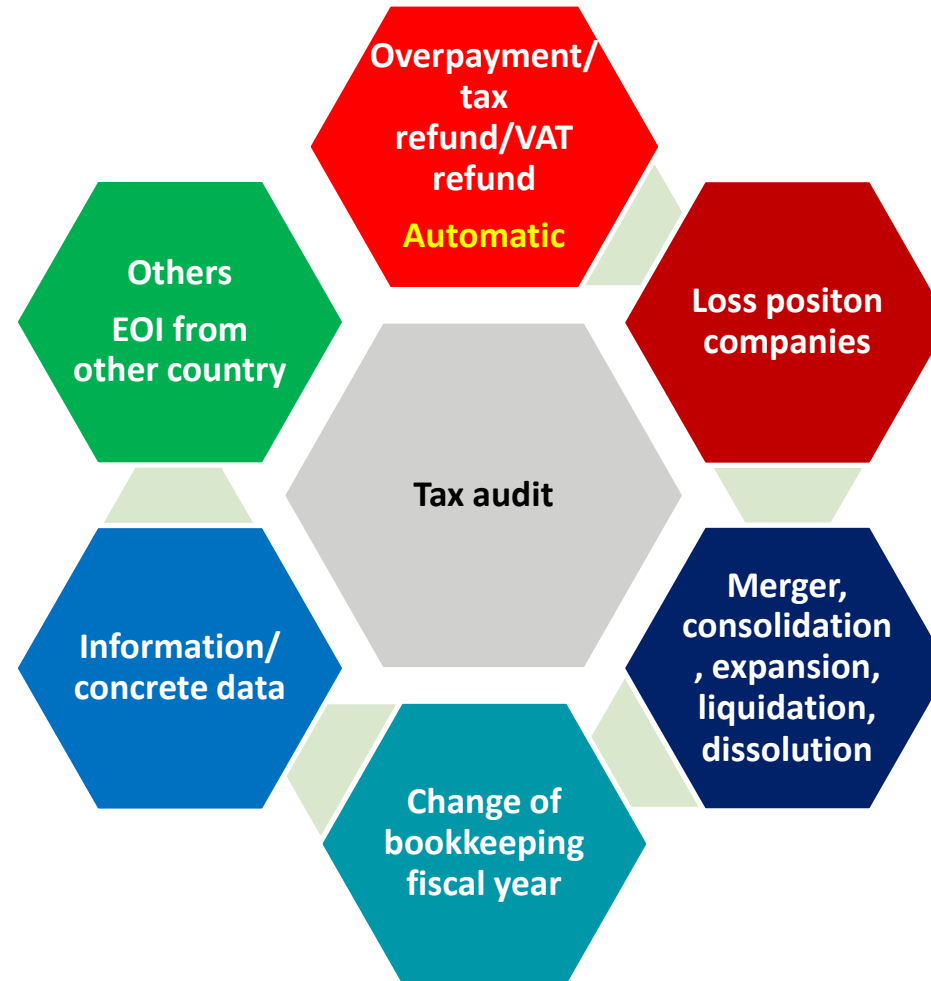 Overpayment/
tax
refund/VAT
refund
Automatic
Loss positon
companies
Merger,
consolidation
, expansion,
liquidation,
dissolution
Change of
bookkeeping
fiscal year
Information/
concrete data
Others
EOI from
other country
Tax audit